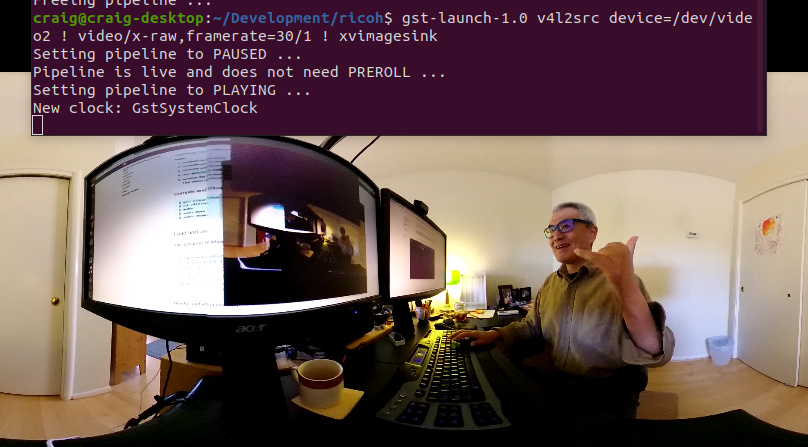 Freeing pipeline ...
craig@craig-desktop:~/Development/ricoh$ gst-launch-1.0 v4l2src device=/dev/vide
o2 ! video/x-raw,framerate=30/1 ! xvimagesink
Setting pipeline to PAUSED ...
Pipeline is live and does not need PREROLL ...
Setting pipeline to PLAYING ...
New clock: GstSystemClock
acer